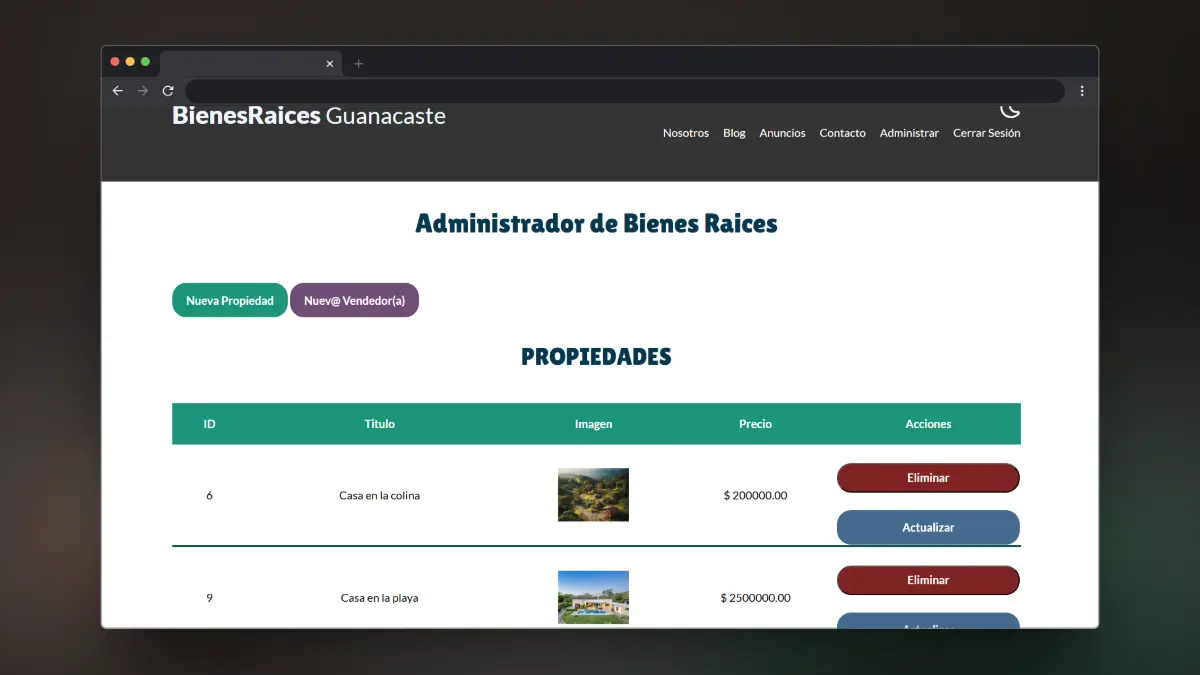 BienesRaices Guanacaste
Nosotros Blog Anuncios Contacto Administrar Cerrar Sesión
Administrador de Bienes Raices
Nueva Propiedad Nuev@ Vendedor(a)
PROPIEDADES
ID Titulo Imagen Precio Acciones
6 Casa en la colina $ 200000.00 Eliminar
Actualizar
9 Casa en la playa $ 2500000.00 Eliminar